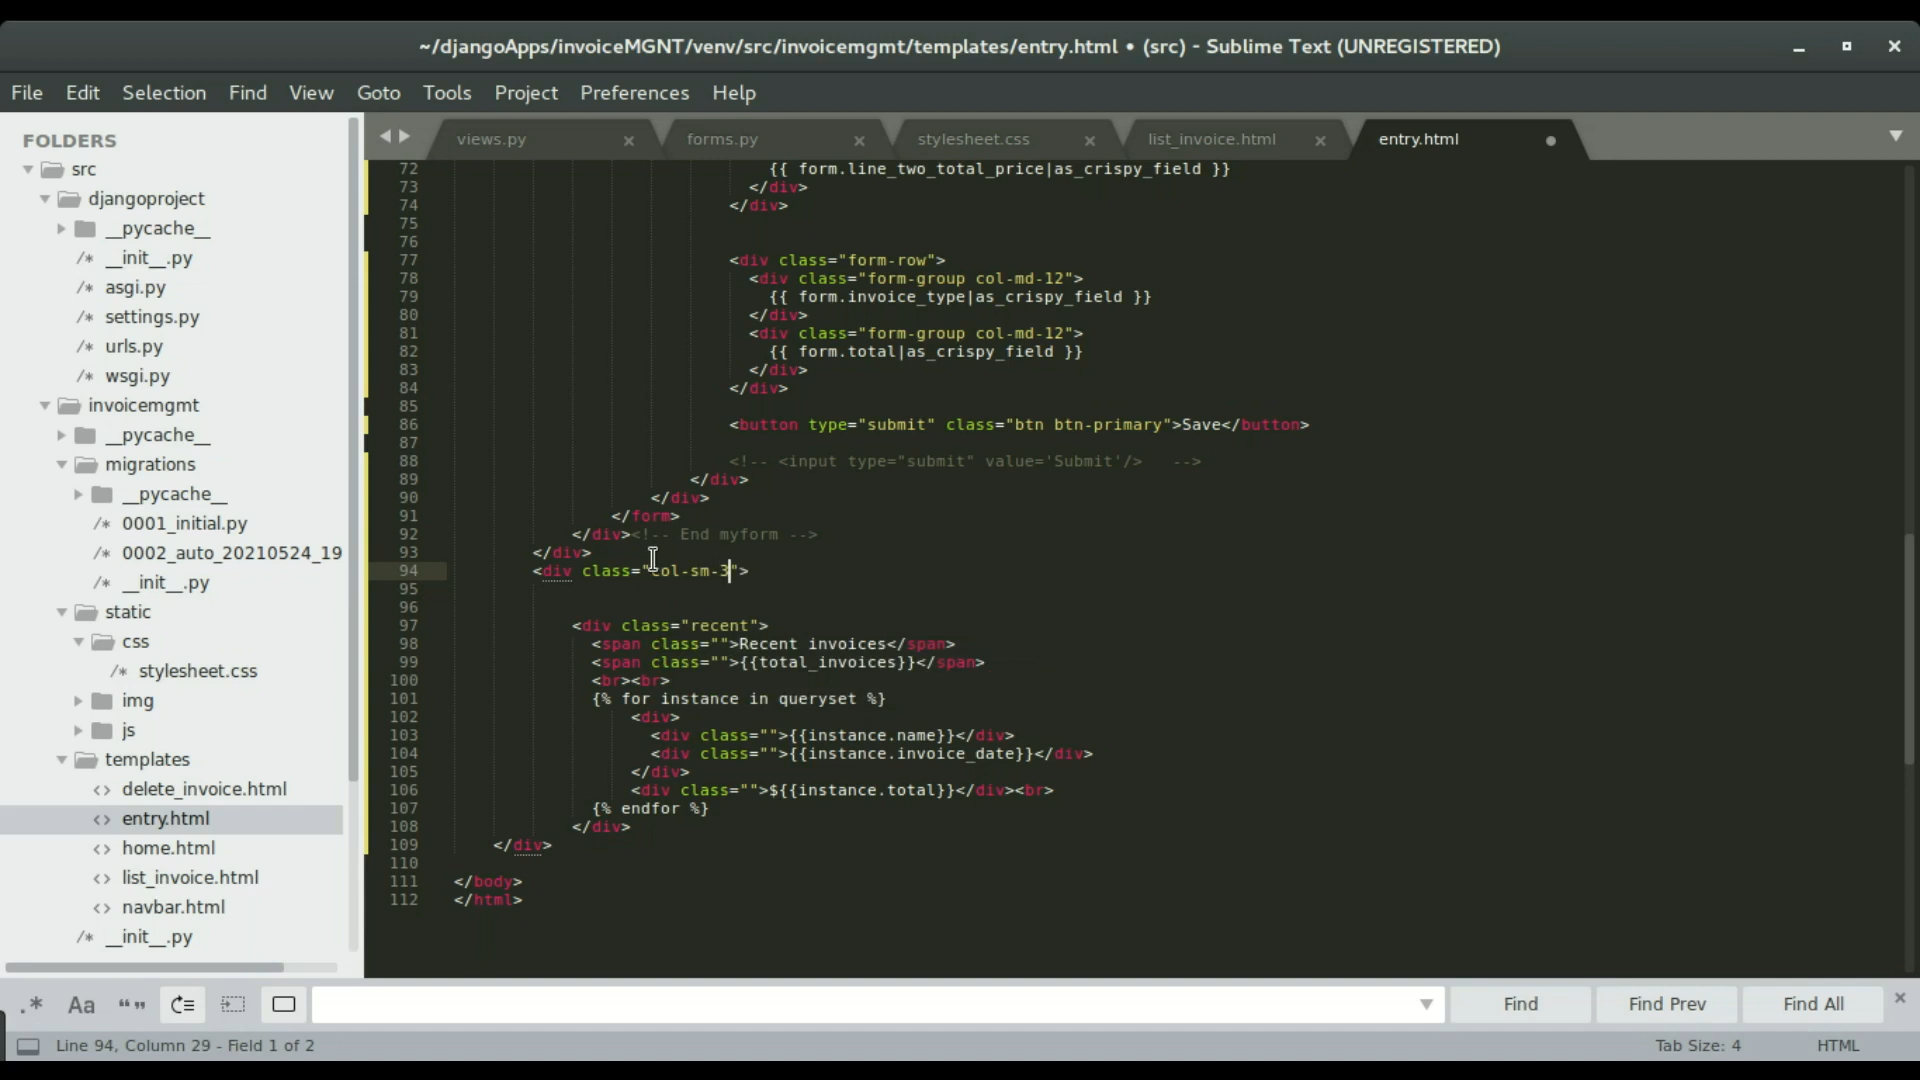 ~/djangoApps/invoiceMGNT/venv/src/invoicemgmt/templates/entry.html • (src) - Sublime Text (UNREGISTERED)
File Edit Selection Find View Goto Tools Project Preferences Help
FOLDERS
src
djangoproject
__pycache__
/* __init__.py
/* asgi.py
/* settings.py
/* urls.py
/* wsgi.py
invoicemgmt
__pycache__
migrations
__pycache__
/* 0001_initial.py
/* 0002_auto_20210524_19
/* __init__.py
static
css
/* stylesheet.css
img
js
templates
<> delete_invoice.html
<> entry.html
<> home.html
<> list_invoice.html
<> navbar.html
/* __init__.py
views.py forms.py stylesheet.css list_invoice.html entry.html
72 {{ form.line_two_total_price|as_crispy_field }}
73 </div>
74 </div>
75
76
77 <div class="form-row">
78 <div class="form-group col-md-12">
79 {{ form.invoice_type|as_crispy_field }}
80 </div>
81 <div class="form-group col-md-12">
82 {{ form.total|as_crispy_field }}
83 </div>
84 </div>
85
86 <button type="submit" class="btn btn-primary">Save</button>
87
88 <!-- <input type="submit" value='Submit'/> -->
89 </div>
90 </div>
91 </form>
92 </div><!-- End myform -->
93 </div>
94 <div class="col-sm-3">
95
96
97 <div class="recent">
98 <span class="">Recent invoices</span>
99 <span class="">{{total_invoices}}</span>
100 <br><br>
101 {% for instance in queryset %}
102 <div>
103 <div class="">{{instance.name}}</div>
104 <div class="">{{instance.invoice_date}}</div>
105 </div>
106 <div class="">${{instance.total}}</div><br>
107 {% endfor %}
108 </div>
109 </div>
110
111 </body>
112 </html>
.* Aa “” Find Find Prev Find All
Line 94, Column 29 - Field 1 of 2 Tab Size: 4 HTML